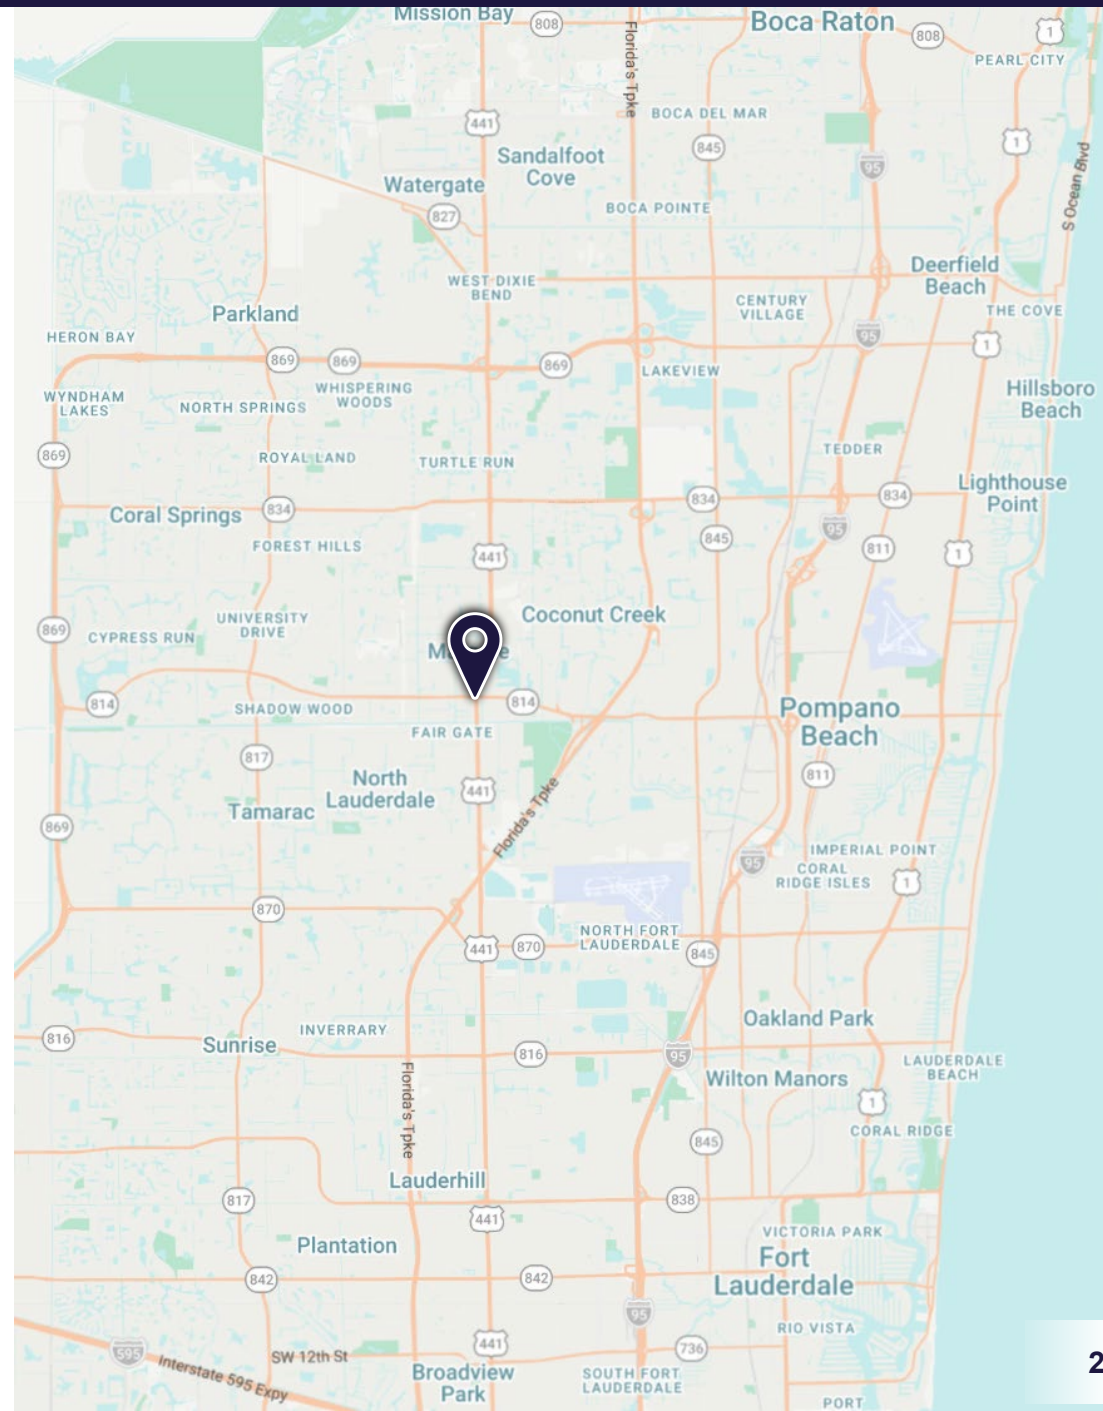 Mission Bay
808
Florida's Tpke
Boca Raton
808
1
PEARL CITY
441
BOCA DEL MAR
845
1
95
Sandalfoot
Cove
S Ocean Blvd
Watergate
827
BOCA POINTE
WEST DIXIE
BEND
Deerfield
Beach
CENTURY
VILLAGE
THE COVE
Parkland
HERON BAY
95
1
869
869
869
LAKEVIEW
WHISPERING
WOODS
WYNDHAM
LAKES
NORTH SPRINGS
Hillsboro
Beach
869
ROYAL LAND
TURTLE RUN
TEDDER
Lighthouse
Point
834
834
Coral Springs
834
95
845
811
1
FOREST HILLS
441
Coconut Creek
UNIVERSITY
DRIVE
869
CYPRESS RUN
814
SHADOW WOOD
814
Pompano
Beach
FAIR GATE
817
811
North
Lauderdale
441
Tamarac
Florida's Tpke
869
IMPERIAL POINT
95
CORAL
RIDGE ISLES
1
870
NORTH FORT
LAUDERDALE
441
870
845
Oakland Park
816
INVERRARY
Sunrise
816
95
LAUDERDALE
BEACH
Wilton Manors
Florida's Tpke
1
CORAL RIDGE
845
Lauderhill
817
838
441
VICTORIA PARK
Plantation
Fort
Lauderdale
842
842
95
RIO VISTA
441
595
Interstate 595 Expy
SW 12th St
736
Broadview
Park
SOUTH FORT
LAUDERDALE
PORT
2